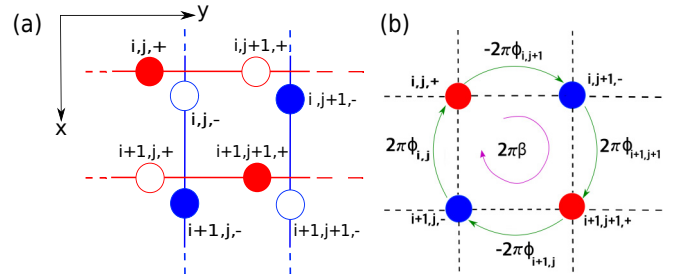 (a)
y
x
i,j,+
i,j+1,+
i,j,-
i,j+1,-
i+1,j,+
i+1,j+1,+
i+1,j,-
i+1,j+1,-
(b)
-2πϕi,j+1
i,j,+
i,j+1,-
2πϕi,j
2πβ
2πϕi+1,j+1
i+1,j,-
i+1,j+1,+
-2πϕi+1,j